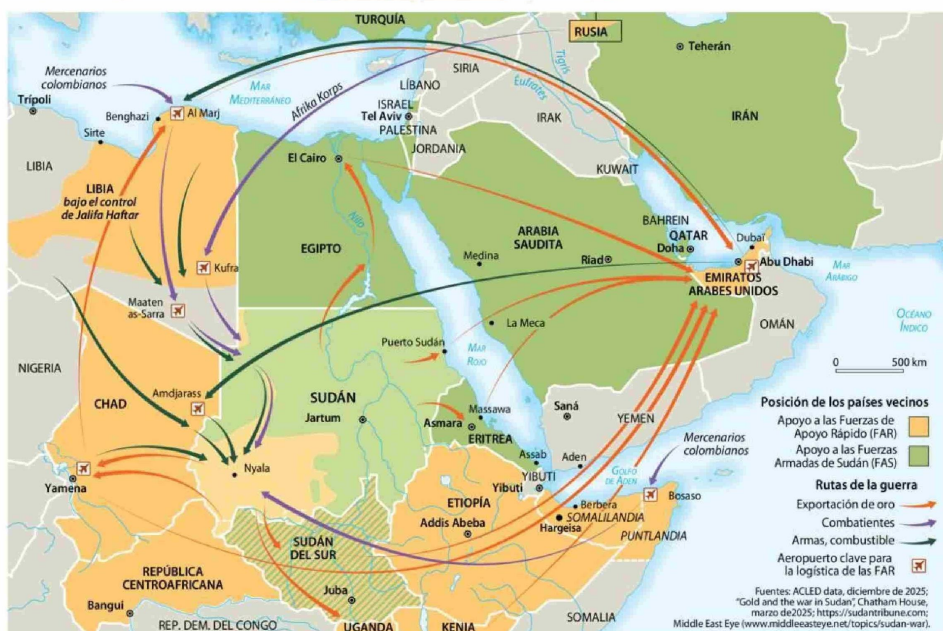 TURQUÍA
RUSIA
Teherán
Mercenarios
colombianos
MAR
MEDITERRÁNEO
SIRIA
Tigris
Éufrates
LÍBANO
Trípoli
Benghazi
Al Marj
Afrika Korps
ISRAEL
Tel Aviv
PALESTINA
IRAK
IRÁN
Sirte
JORDANIA
El Cairo
KUWAIT
LIBIA
LIBIA
bajo el control
de Jalifa Haftar
Nilo
BAHREIN
QATAR
Doha
Dubaï
EGIPTO
ARABIA
SAUDITA
Medina
Riad
Abu Dhabi
MAR
ARÁBIGO
Kufra
EMIRATOS
ÁRABES UNIDOS
Maaten
as-Sarra
La Meca
OMÁN
OCÉANO
ÍNDICO
Puerto Sudán
MAR
ROJO
NIGERIA
0 500 km
Amdjarass
CHAD
SUDÁN
Jartum
Massawa
Asmara
ERITREA
Saná
YEMEN
Posición de los países vecinos
Apoyo a las Fuerzas de
Apoyo Rápido (FAR)
Apoyo a las Fuerzas
Armadas de Sudán (FAS)
Mercenarios
colombianos
Nyala
Assab
Aden
Yamena
YIBUTI
Yibuti
GOLFO
DE ADEN
Rutas de la guerra
Exportación de oro
Combatientes
Armas, combustible
Aeropuerto clave para
la logística de las FAR
ETIOPÍA
Addis Abeba
Berbera
Bosaso
Hargeisa
SOMALILANDIA
PUNTLANDIA
SUDÁN
DEL SUR
REPÚBLICA
CENTROAFRICANA
Juba
Bangui
REP. DEM. DEL CONGO
UGANDA
KENIA
SOMALIA
Fuentes: ACLED data, diciembre de 2025;
"Gold and the war in Sudan", Chatham House,
marzo de2025; https://sudantribune.com;
Middle East Eye (www.middleeasteye.net/topics/sudan-war).